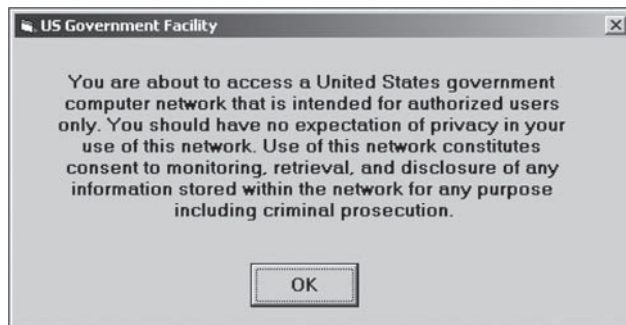 US Government Facility
You are about to access a United States government
computer network that is intended for authorized users
only. You should have no expectation of privacy in your
use of this network. Use of this network constitutes
consent to monitoring, retrieval, and disclosure of any
information stored within the network for any purpose
including criminal prosecution.
OK